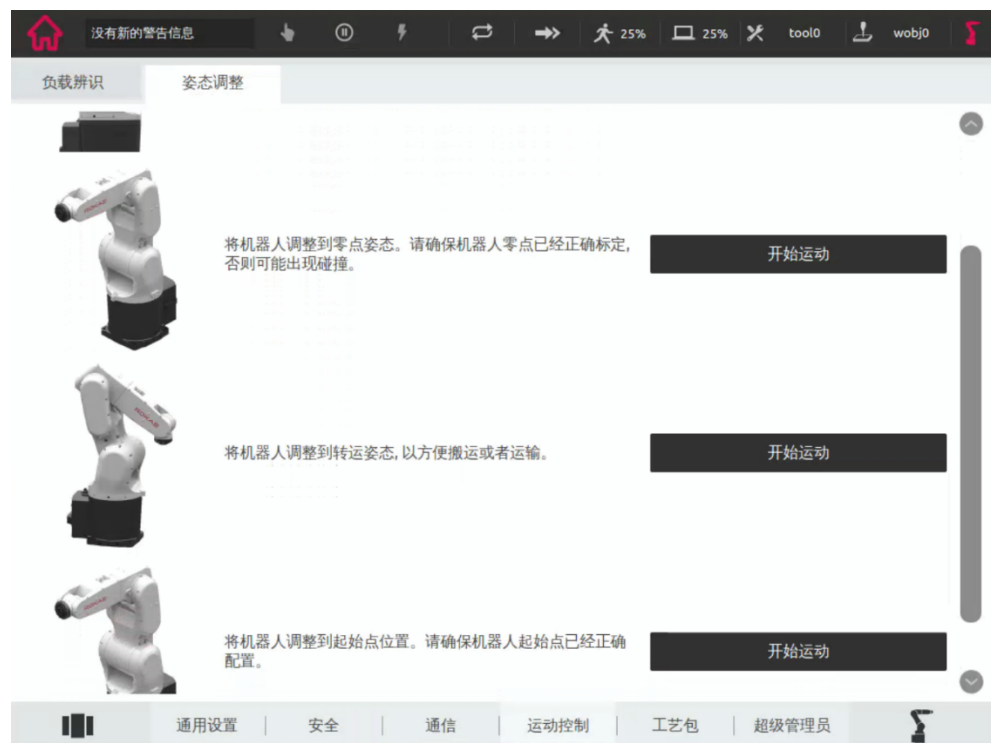 没有新的警告信息 25% 25% tool0 wobj0
负载辨识 姿态调整
将机器人调整到零点姿态。请确保机器人零点已经正确标定,
否则可能出现碰撞。
开始运动
将机器人调整到转运姿态,以方便搬运或者运输。
开始运动
将机器人调整到起始点位置。请确保机器人起始点已经正确
配置。
开始运动
通用设置 安全 通信 运动控制 工艺包 超级管理员